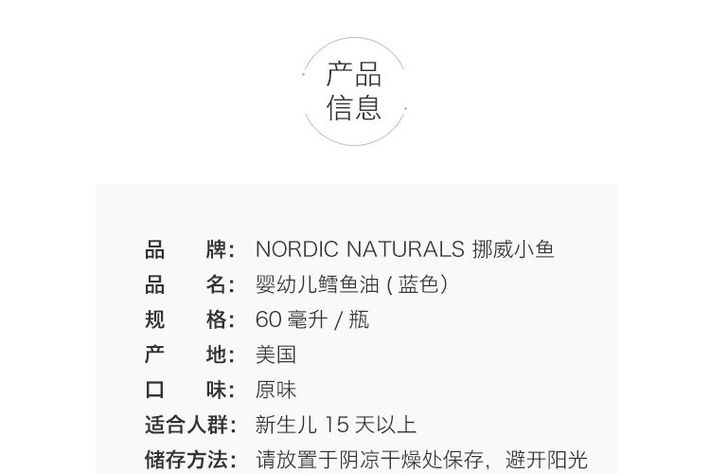 产品
信息
品 牌： NORDIC NATURALS 挪威小鱼
品 名： 婴幼儿鳕鱼油 ( 蓝色）
规 格： 60 毫升 / 瓶
产 地： 美国
口 味： 原味
适合人群： 新生儿 15 天以上
储存方法： 请放置于阴凉干燥处保存，避开阳光